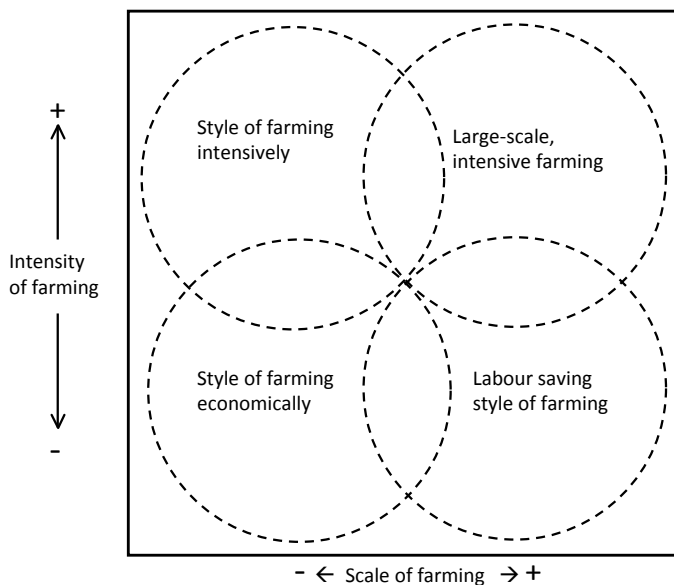 +
Intensity
of farming
-
Style of farming
intensively
Large-scale,
intensive farming
Style of farming
economically
Labour saving
style of farming
- ← Scale of farming → +